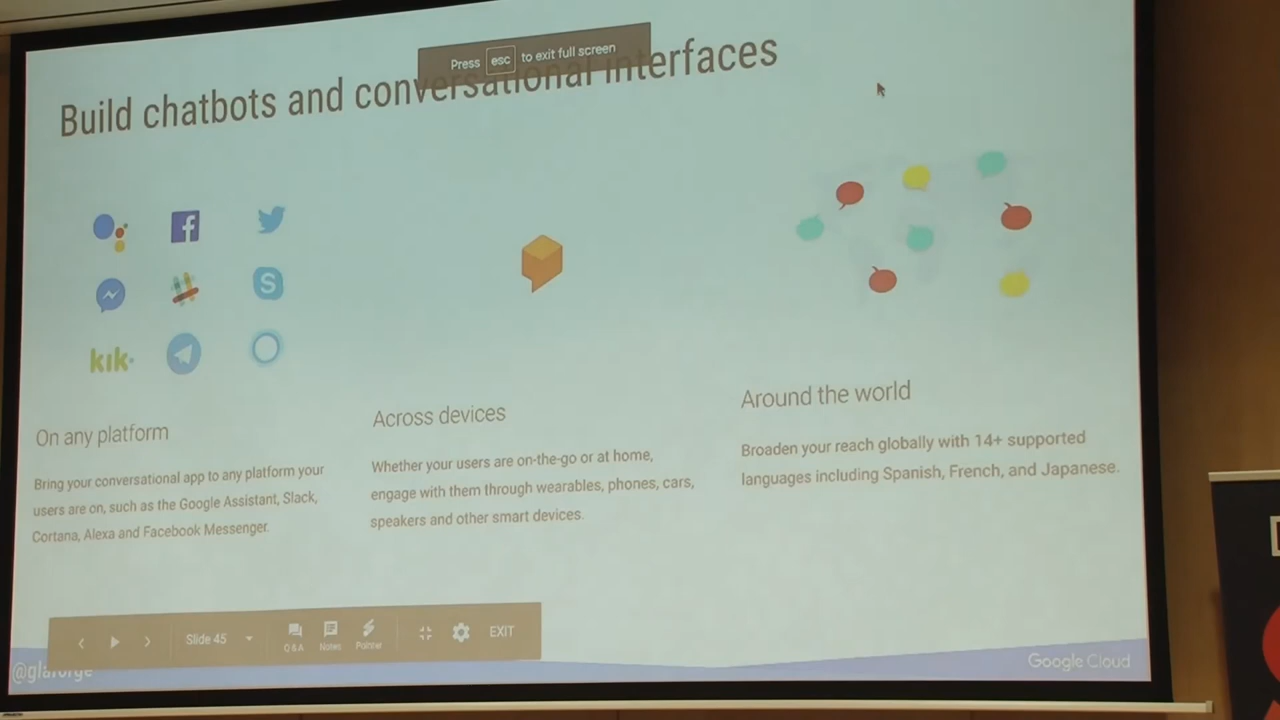 Press esc to exit full screen
Build chatbots and conversational interfaces
f
S
kik
On any platform
Bring your conversational app to any platform your
users are on, such as the Google Assistant, Slack,
Cortana, Alexa and Facebook Messenger.
Across devices
Whether your users are on-the-go or at home,
engage with them through wearables, phones, cars,
speakers and other smart devices.
Around the world
Broaden your reach globally with 14+ supported
languages including Spanish, French, and Japanese.
Slide 45
Q&A
Notes
Pointer
EXIT
@glaforge
Google Cloud